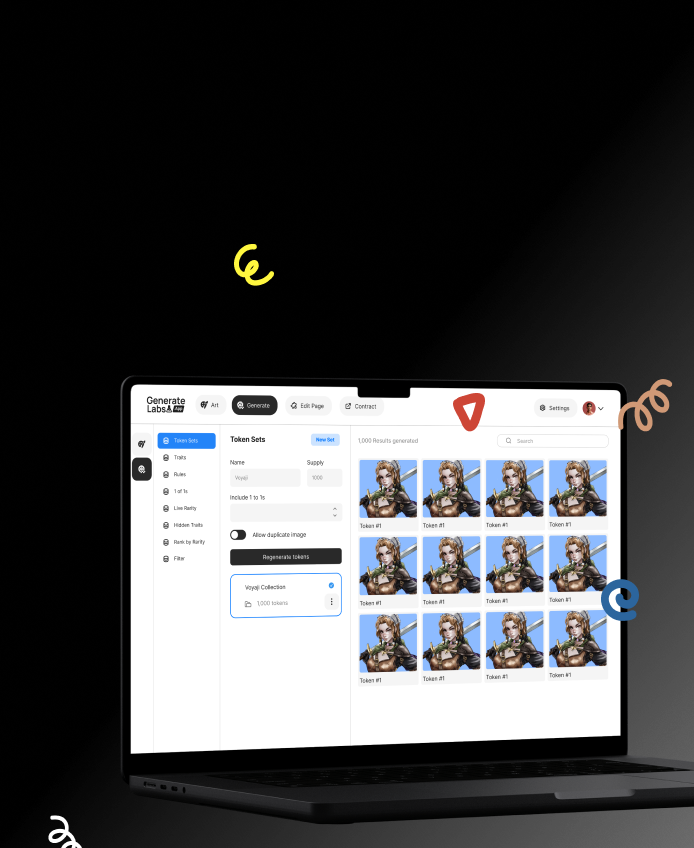 Generate
Labs App
Art
Generate
Edit Page
Contract
Settings
Token Sets
Traits
Rules
1 of 1s
Live Rarity
Hidden Traits
Rank by Rarity
Filter
Token Sets
New Set
Name
Supply
Voyaji
1000
Include 1 to 1s
Allow duplicate image
Regenerate tokens
Voyaji Collection
1,000 tokens
1,000 Results generated
Search
Token #1
Token #1
Token #1
Token #1
Token #1
Token #1
Token #1
Token #1
Token #1
Token #1
Token #1
Token #1